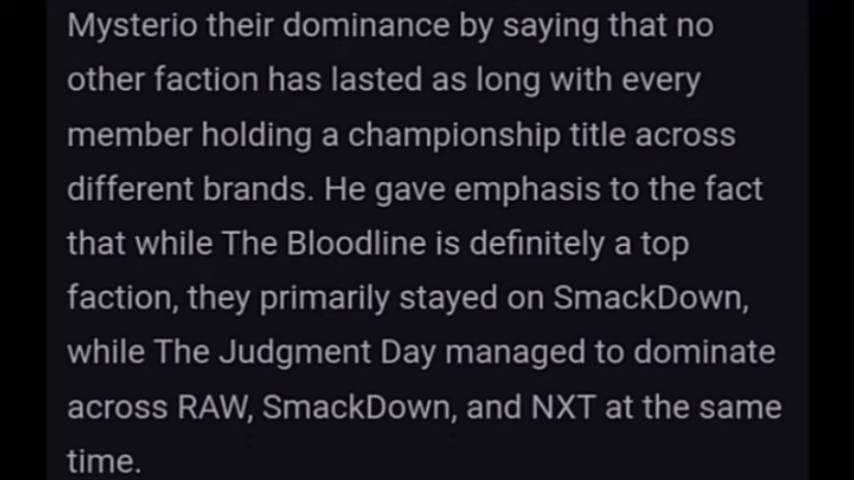 Mysterio their dominance by saying that no
other faction has lasted as long with every
member holding a championship title across
different brands. He gave emphasis to the fact
that while The Bloodline is definitely a top
faction, they primarily stayed on SmackDown,
while The Judgment Day managed to dominate
across RAW, SmackDown, and NXT at the same
time.